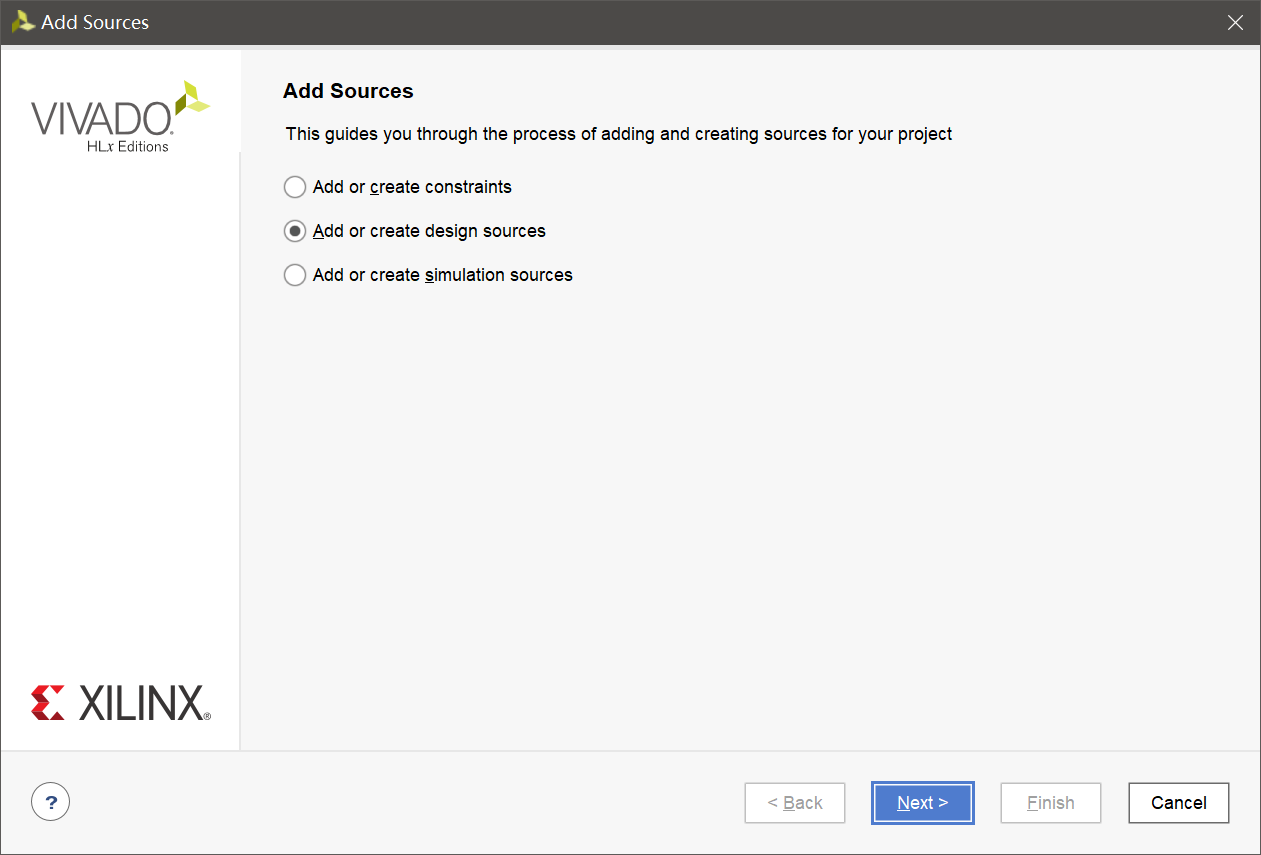 Add Sources
VIVADO.
HLx Editions
Add Sources
This guides you through the process of adding and creating sources for your project
Add or create constraints
Add or create design sources
Add or create simulation sources
XILINX®
?
< Back
Next >
Finish
Cancel